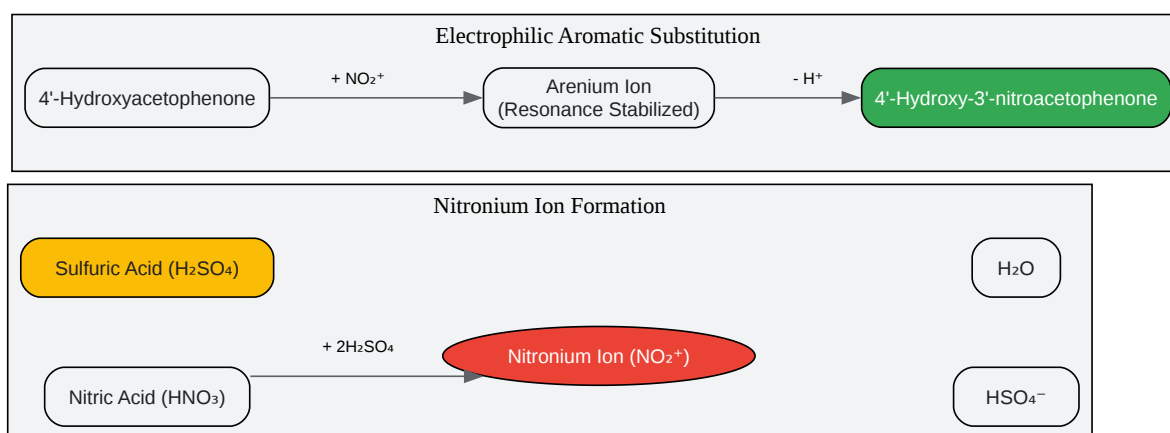 Electrophilic Aromatic Substitution
4'-Hydroxyacetophenone
+ NO₂⁺
Arenium Ion
(Resonance Stabilized)
- H⁺
4'-Hydroxy-3'-nitroacetophenone
Nitronium Ion Formation
Sulfuric Acid (H₂SO₄)
H₂O
Nitric Acid (HNO₃)
+ 2H₂SO₄
Nitronium Ion (NO₂⁺)
HSO₄⁻